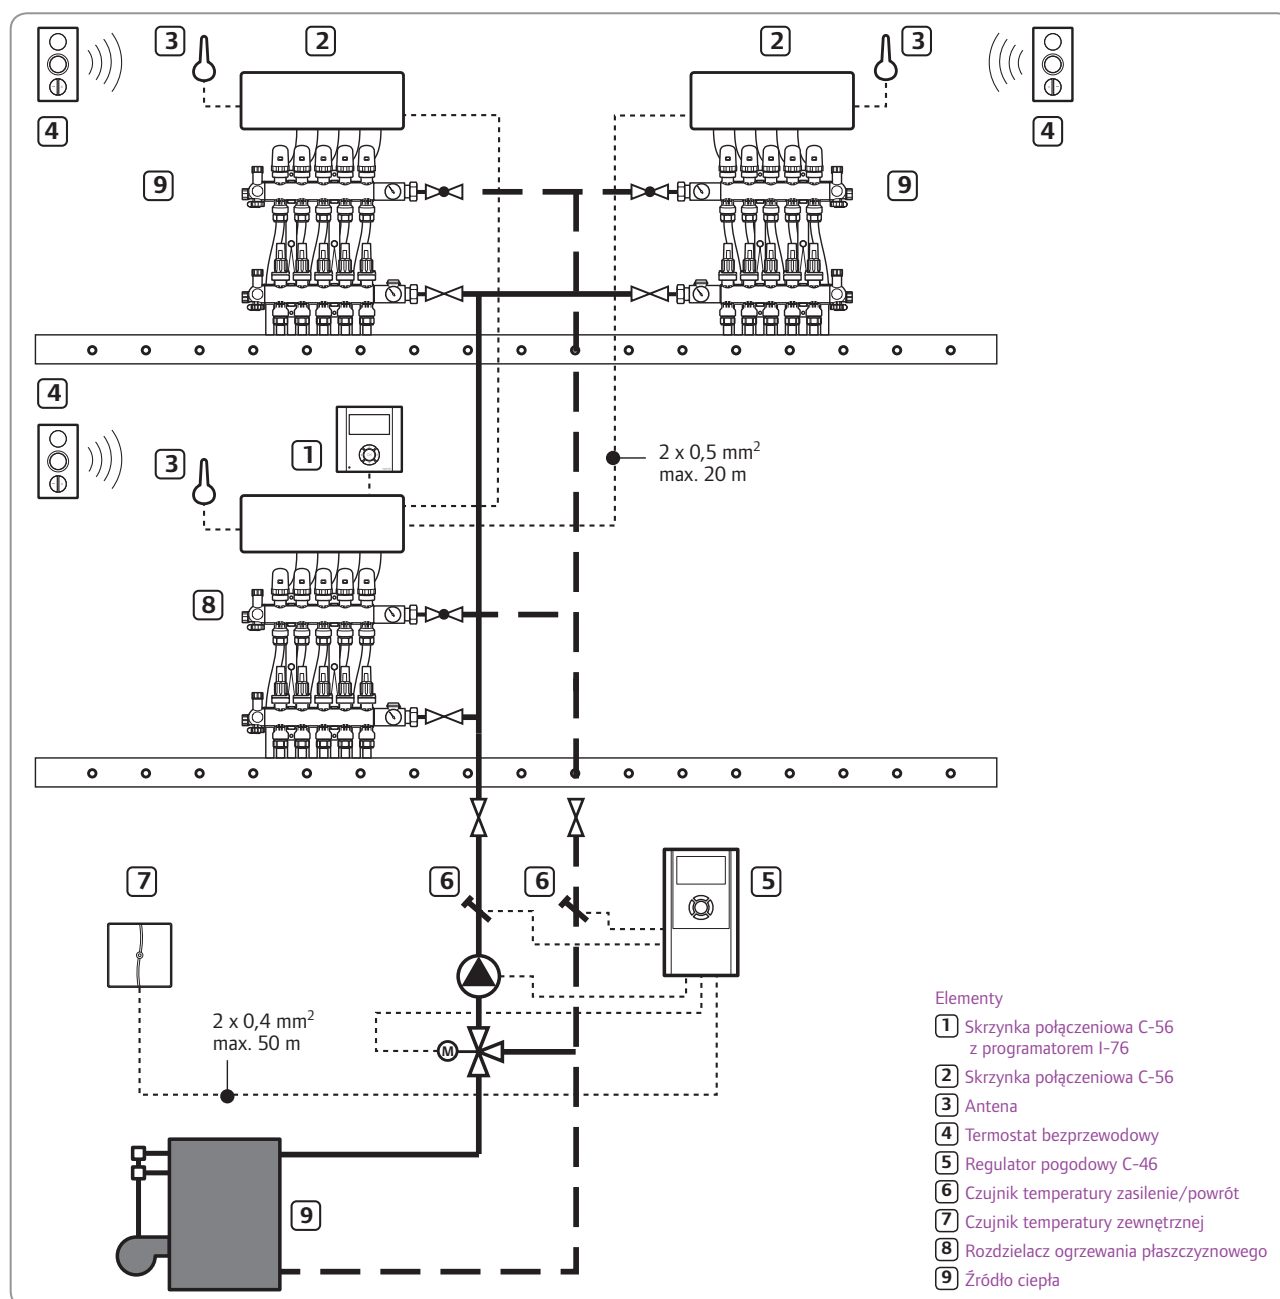 3
2
2
3
4
4
9
9
4
1
3
2 x 0,5 mm²
max. 20 m
8
7
6
6
5
2 x 0,4 mm²
max. 50 m
M
9
Elementy
1 Skrzynka połączeniowa C-56
z programatorem I-76
2 Skrzynka połączeniowa C-56
3 Antena
4 Termostat bezprzewodowy
5 Regulator pogodowy C-46
6 Czujnik temperatury zasilenie/powrót
7 Czujnik temperatury zewnętrznej
8 Rozdzielacz ogrzewania płaszczyznowego
9 Źródło ciepła